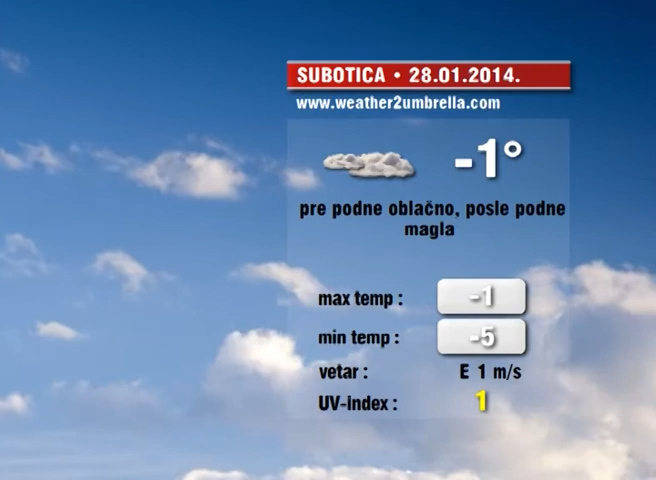 SUBOTICA • 28.01.2014.
www.weather2umbrella.com
-1°
pre podne oblačno, posle podne
magla
max temp : -1
min temp : -5
vetar : E 1 m/s
UV-index : 1